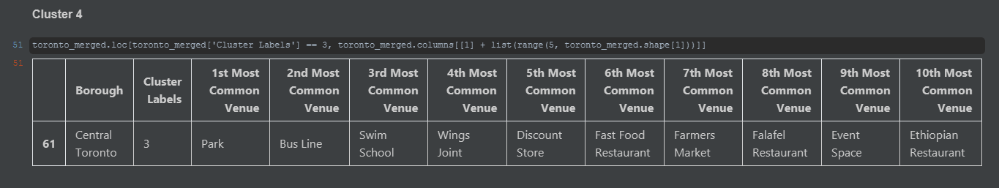 Cluster 4
51 toronto_merged.loc[toronto_merged['Cluster Labels'] == 3, toronto_merged.columns[[1] + list(range(5, toronto_merged.shape[1]))]]
51
Borough Cluster Labels 1st Most Common Venue 2nd Most Common Venue 3rd Most Common Venue 4th Most Common Venue 5th Most Common Venue 6th Most Common Venue 7th Most Common Venue 8th Most Common Venue 9th Most Common Venue 10th Most Common Venue
61 Central Toronto 3 Park Bus Line Swim School Wings Joint Discount Store Fast Food Restaurant Farmers Market Falafel Restaurant Event Space Ethiopian Restaurant